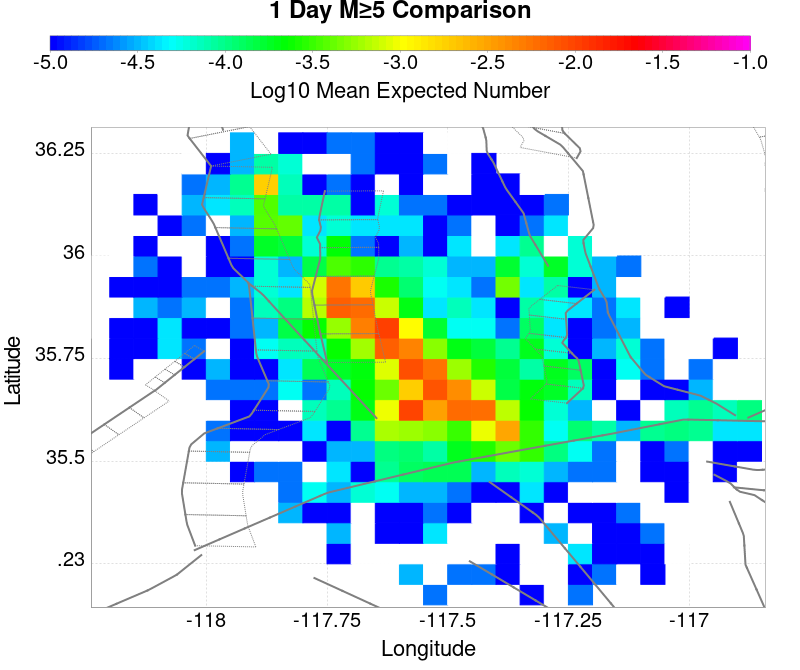 1 Day M≥5 Comparison
-5.0 -4.5 -4.0 -3.5 -3.0 -2.5 -2.0 -1.5 -1.0
Log10 Mean Expected Number
36.25
36
35.75
35.5
.23
Latitude
-118 -117.75 -117.5 -117.25 -117
Longitude